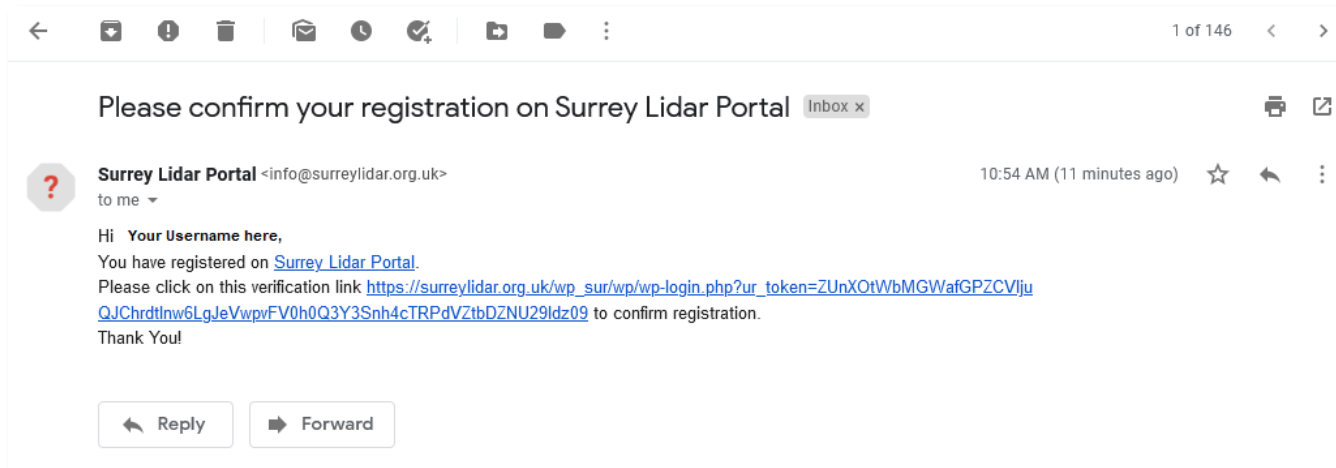 1 of 146
Please confirm your registration on Surrey Lidar Portal Inbox x
Surrey Lidar Portal <info@surreylidar.org.uk> 10:54 AM (11 minutes ago)
to me
Hi Your Username here,
You have registered on Surrey Lidar Portal.
Please click on this verification link https://surreylidar.org.uk/wp_sur/wp/wp-login.php?ur_token=ZUnXOtWbMGWafGPZCVlju
QJChrdtlnw6LgJeVwpvFV0h0Q3Y3Snh4cTRPdVZtbDZNU29ldz09 to confirm registration.
Thank You!
Reply Forward